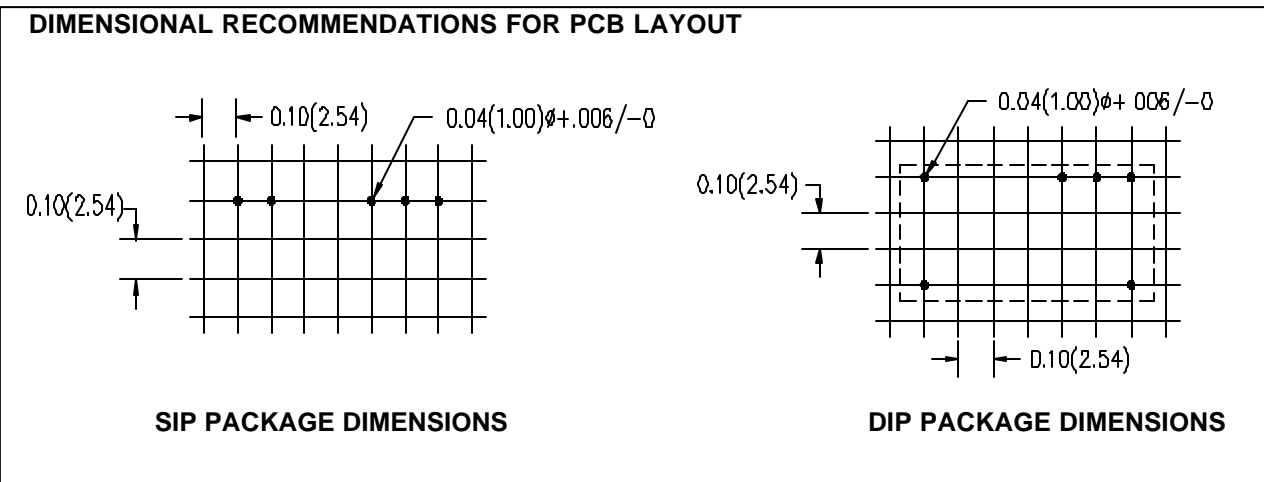 DIMENSIONAL RECOMMENDATIONS FOR PCB LAYOUT
0.10(2.54)
0.04(1.00)ø+.006/-0
0.10(2.54)
0.04(1.00)ø+.006/-0
0.10(2.54)
0.10(2.54)
SIP PACKAGE DIMENSIONS
DIP PACKAGE DIMENSIONS